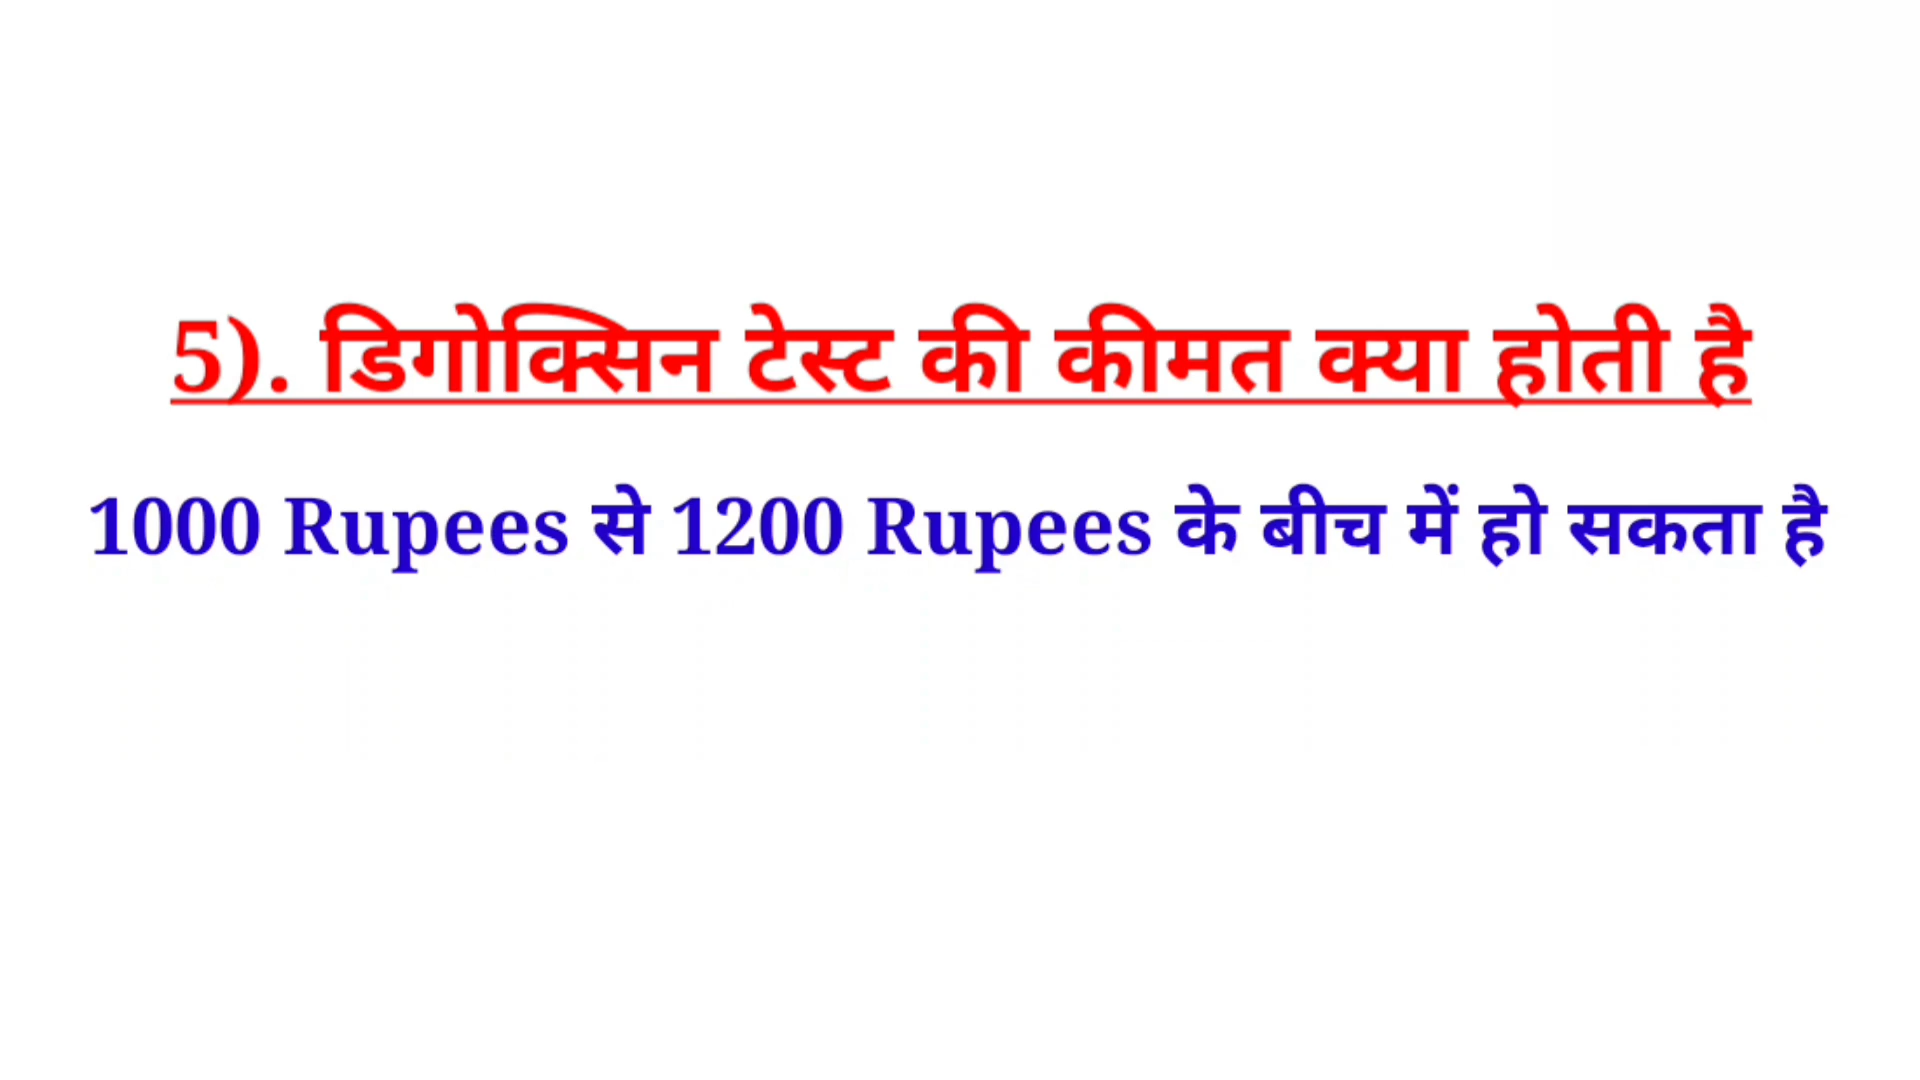 5). डिगोक्सिन टेस्ट की कीमत क्या होती है
1000 Rupees से 1200 Rupees के बीच में हो सकता है